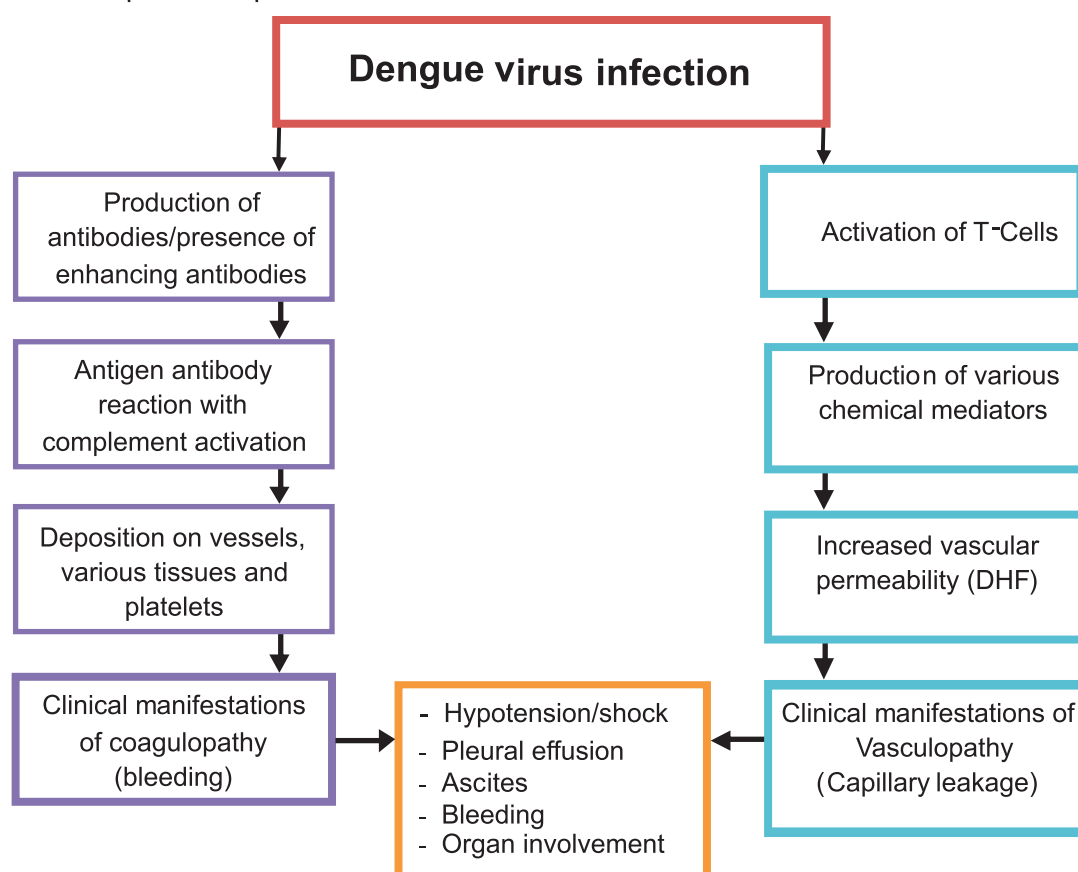 Dengue virus infection
Production of
antibodies/presence of
enhancing antibodies
Antigen antibody
reaction with
complement activation
Deposition on vessels,
various tissues and
platelets
Clinical manifestations
of coagulopathy
(bleeding)
Activation of T-Cells
Production of various
chemical mediators
Increased vascular
permeability (DHF)
Clinical manifestations of
Vasculopathy
(Capillary leakage)
- Hypotension/shock
- Pleural effusion
- Ascites
- Bleeding
- Organ involvement